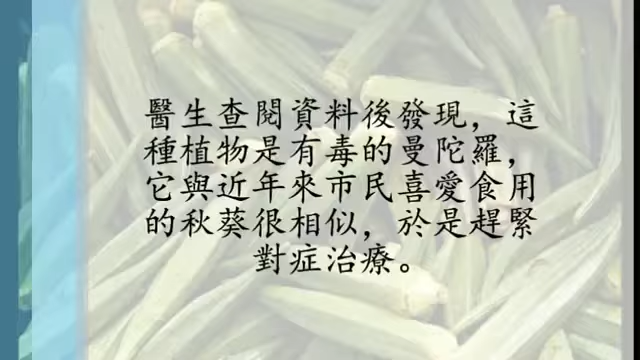 醫生查閱資料後發現，這
種植物是有毒的曼陀羅，
它與近年來市民喜愛食用
的秋葵很相似，於是趕緊
對症治療。